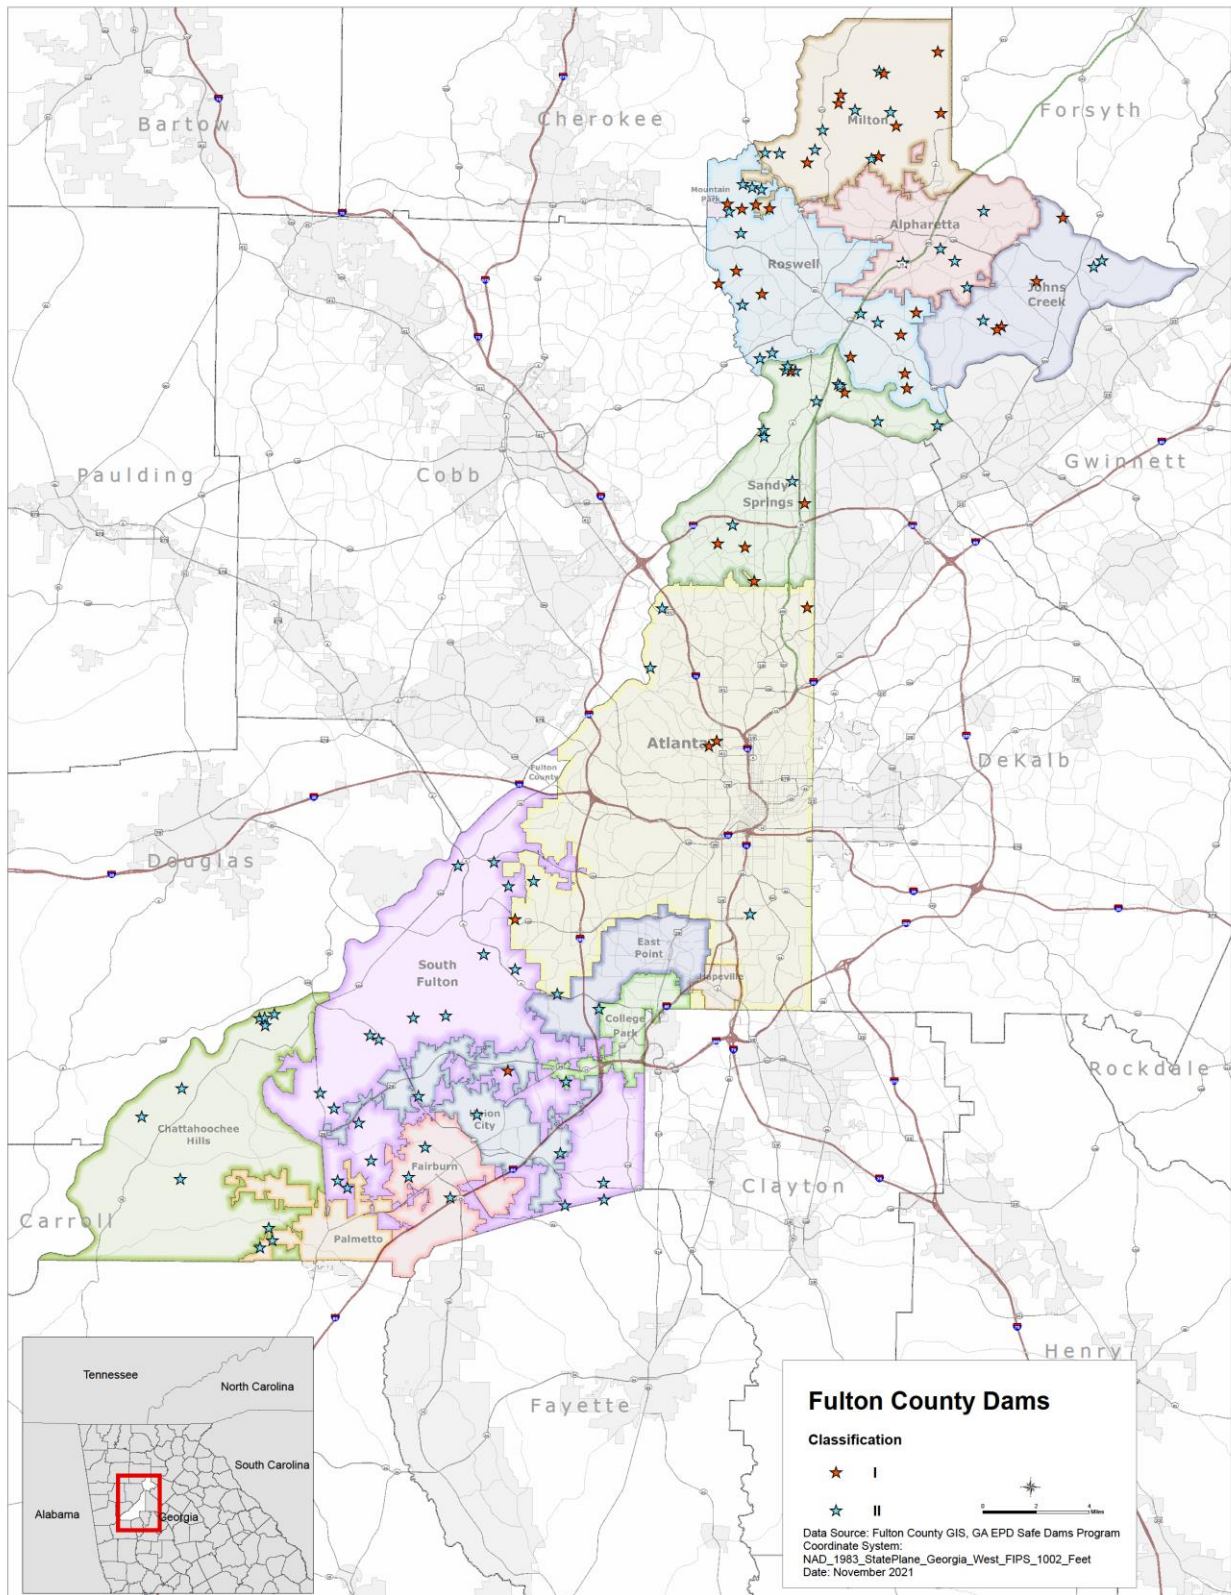 Bartow
Cherokee
Forsyth
Milton
Mountain
Park
Alpharetta
Roswell
Johns
Creek
Paulding
Cobb
Gwinnett
Sandy
Springs
Atlanta
DeKalb
Fulton
County
Douglas
East
Point
South
Fulton
Hapeville
College
Park
Rockdale
Union
City
Chattahoochee
Hills
Fairburn
Clayton
Carroll
Palmetto
Henry
Fayette
Tennessee
North Carolina
South Carolina
Alabama
Georgia
Fulton County Dams
Classification
I
II
0 2 4
Miles
Data Source: Fulton County GIS, GA EPD Safe Dams Program
Coordinate System:
NAD_1983_StatePlane_Georgia_West_FIPS_1002_Feet
Date: November 2021